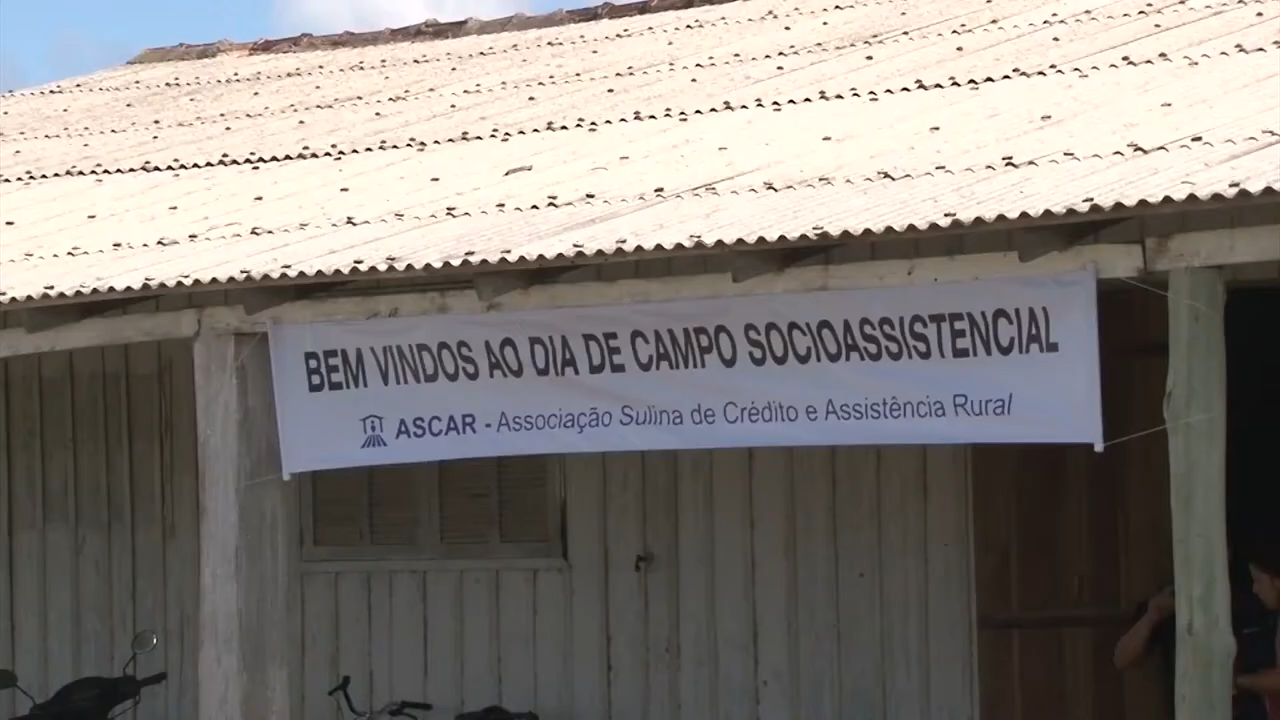 BEM VINDOS AO DIA DE CAMPO SOCIOASSISTENCIAL
ASCAR - Associação Sulina de Crédito e Assistência Rural